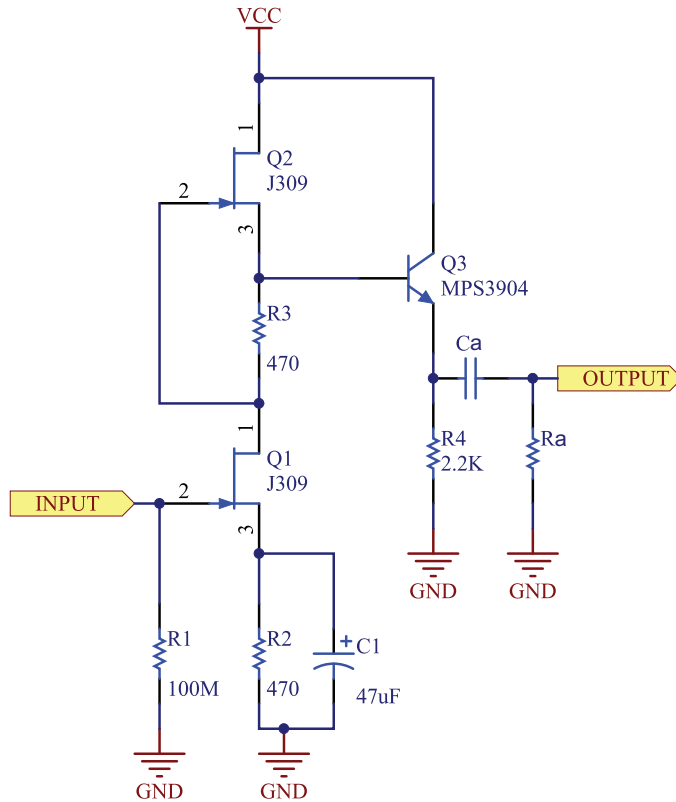 VCC
1
Q2
J309
2
3
Q3
MPS3904
R3
470
Ca
OUTPUT
R4
2.2K
Ra
1
Q1
J309
INPUT
2
3
GND
GND
R1
100M
R2
470
C1
47uF
GND
GND